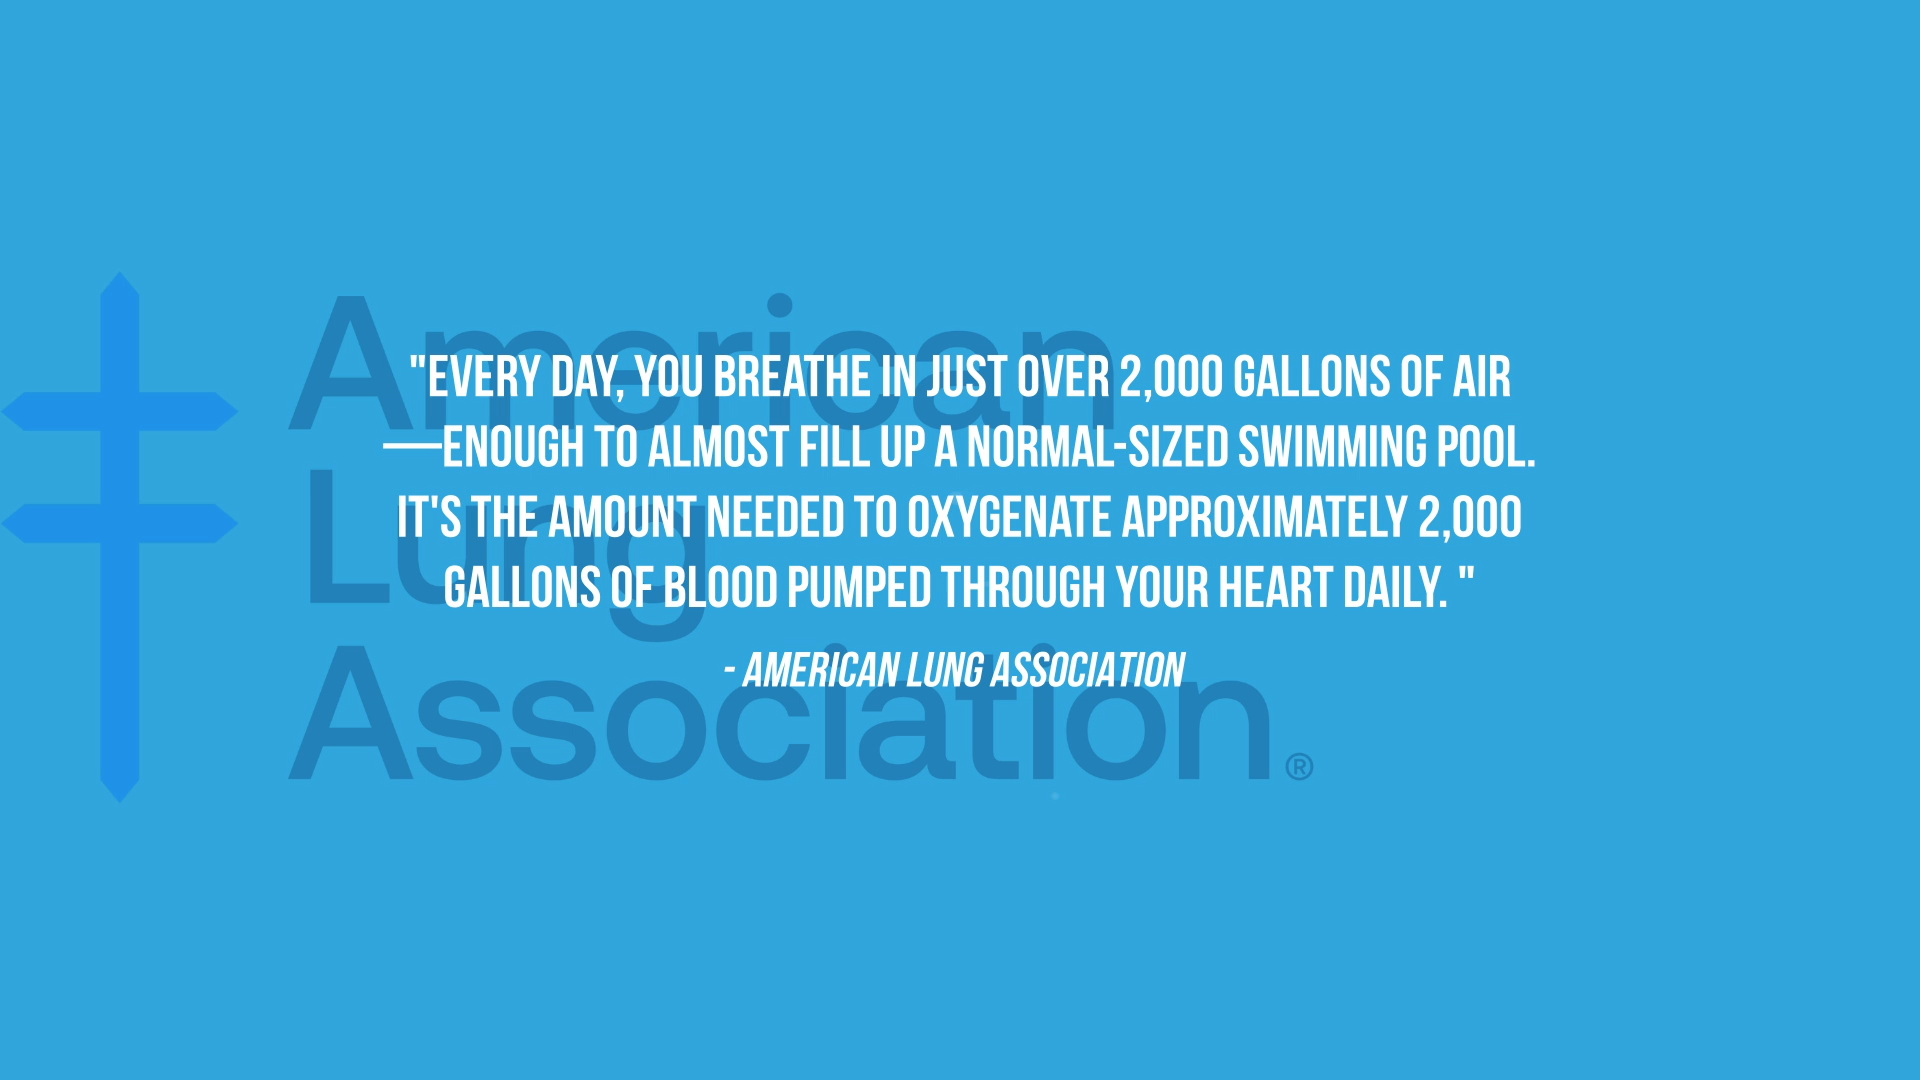 "EVERY DAY, YOU BREATHE IN JUST OVER 2,000 GALLONS OF AIR
—ENOUGH TO ALMOST FILL UP A NORMAL-SIZED SWIMMING POOL.
IT'S THE AMOUNT NEEDED TO OXYGENATE APPROXIMATELY 2,000
GALLONS OF BLOOD PUMPED THROUGH YOUR HEART DAILY. "
- AMERICAN LUNG ASSOCIATION
American
Lung
Association®